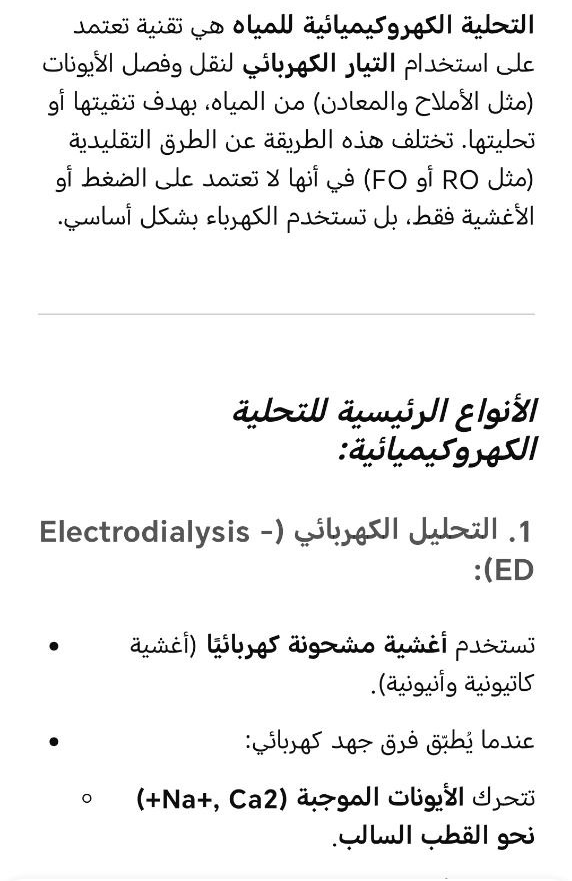 التحلية الكهروكيميائية للمياه هي تقنية تعتمد
على استخدام التيار الكهربائي لنقل وفصل الأيونات
(مثل الأملاح والمعادن) من المياه، بهدف تنقيتها أو
تحليتها. تختلف هذه الطريقة عن الطرق التقليدية
(مثل RO أو FO) في أنها لا تعتمد على الضغط أو
الأغشية فقط، بل تستخدم الكهرباء بشكل أساسي.
الأنواع الرئيسية للتحلية
الكهروكيميائية:
1. التحليل الكهربائي (Electrodialysis -
ED):
• تستخدم أغشية مشحونة كهربائيًا (أغشية
كاتيونية وأنيونية).
• عندما يُطبّق فرق جهد كهربائي:
○ تتحرك الأيونات الموجبة (Na+, Ca2+)
نحو القطب السالب.